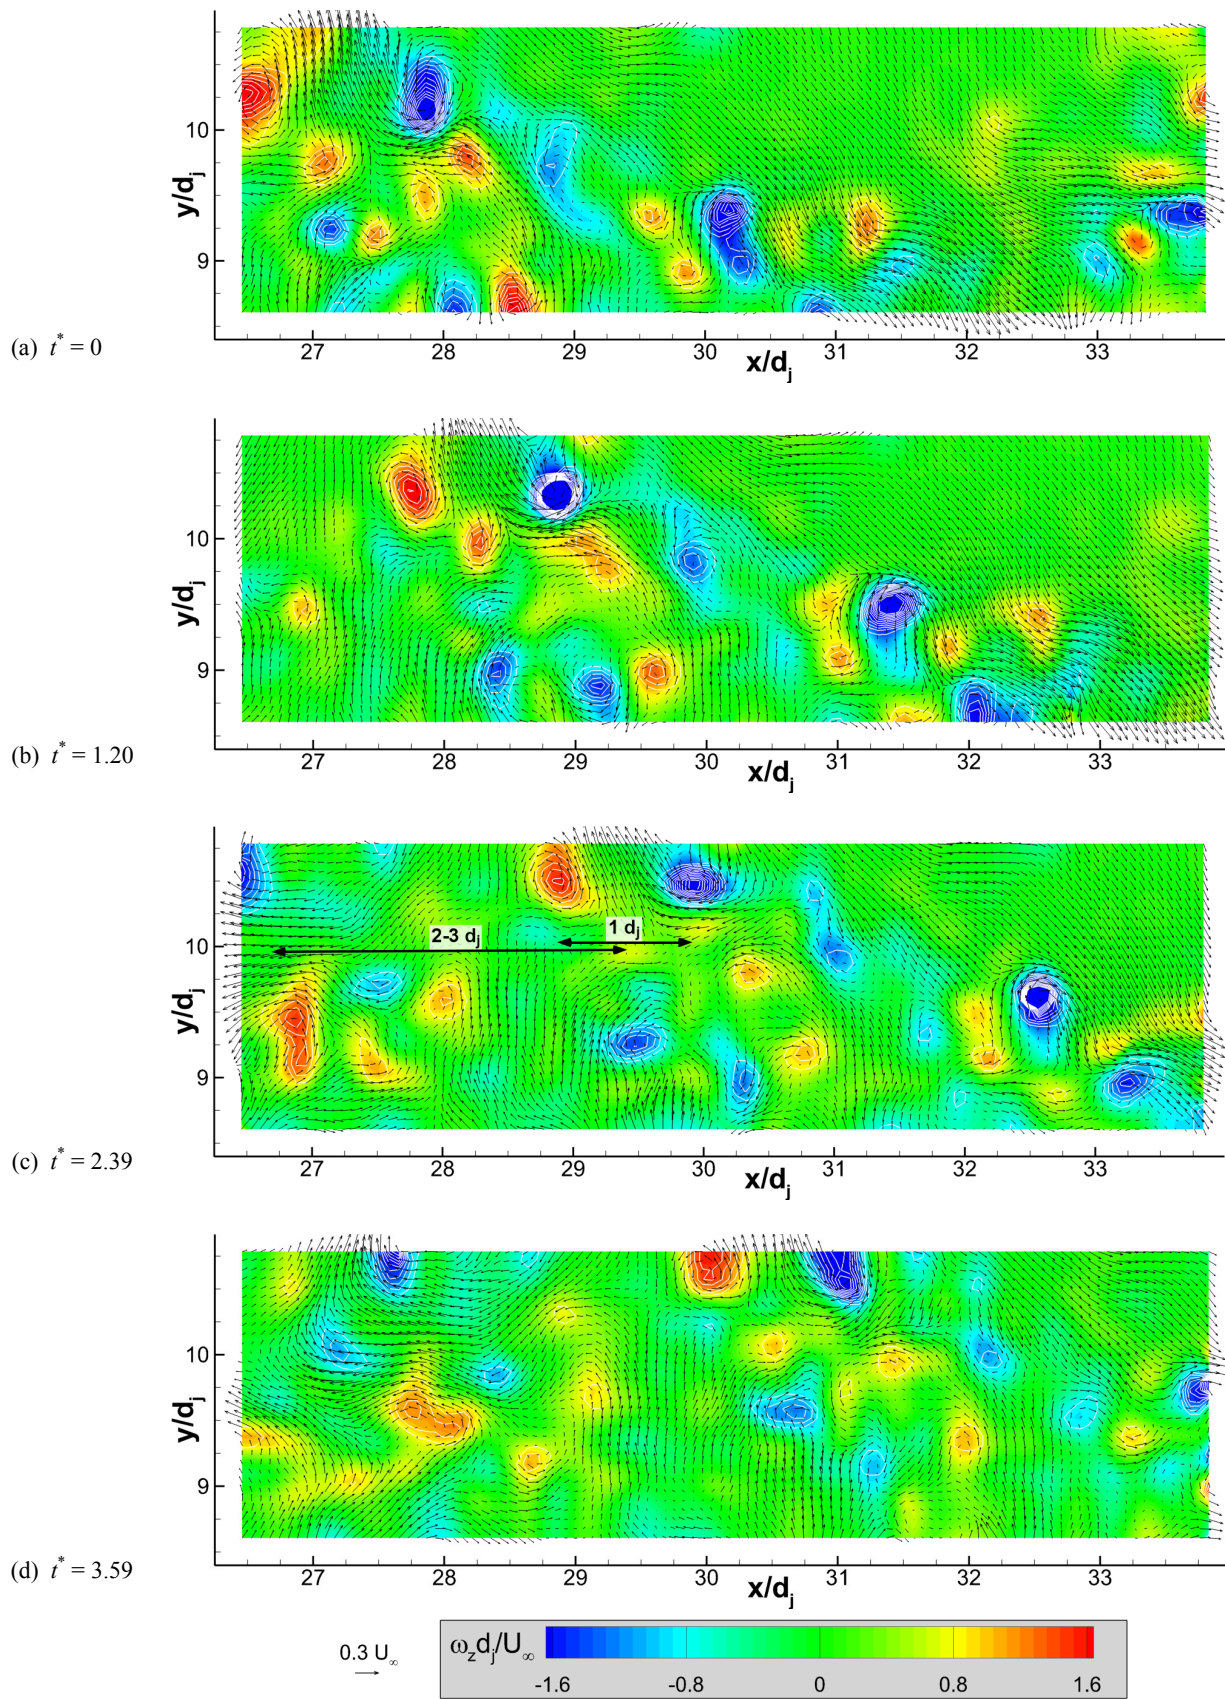 10
9
y/dj
27 28 29 30 31 32 33
x/dj
(a) t* = 0
10
9
y/dj
27 28 29 30 31 32 33
x/dj
(b) t* = 1.20
2-3 dj
1 dj
10
9
y/dj
27 28 29 30 31 32 33
x/dj
(c) t* = 2.39
10
9
y/dj
27 28 29 30 31 32 33
x/dj
(d) t* = 3.59
0.3 U∞
ωzdj/U∞
-1.6 -0.8 0 0.8 1.6